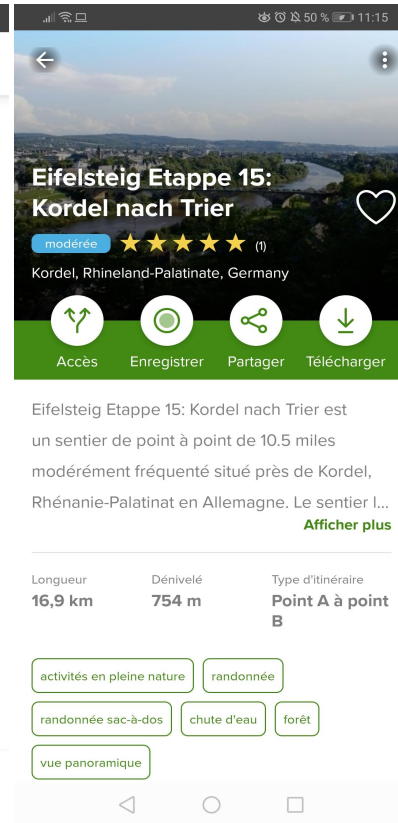 50 % 11:15
Eifelsteig Etappe 15:
Kordel nach Trier
modérée (1)
Kordel, Rhineland-Palatinate, Germany
Accès Enregistrer Partager Télécharger
Eifelsteig Etappe 15: Kordel nach Trier est
un sentier de point à point de 10.5 miles
modérément fréquenté situé près de Kordel,
Rhénanie-Palatinat en Allemagne. Le sentier l...
Afficher plus
Longueur Dénivelé Type d'itinéraire
16,9 km 754 m Point A à point
B
activités en pleine nature randonnée
randonnée sac-à-dos chute d'eau forêt
vue panoramique